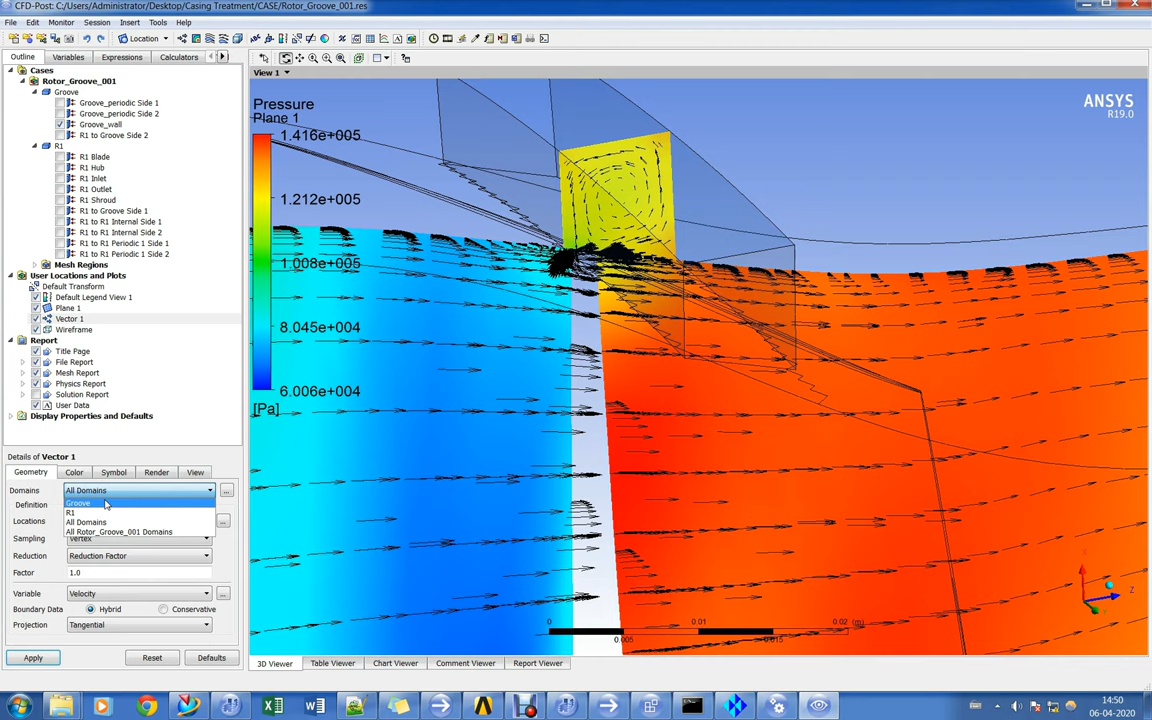 CFD-Post: C:/Users/Administrator/Desktop/Casing Treatment/CASE/Rotor_Groove_001.res
File Edit Monitor Session Insert Tools Help
Location
Outline Variables Expressions Calculators
Cases
Rotor_Groove_001
Groove
Groove_periodic Side 1
Groove_periodic Side 2
Groove_wall
R1 to Groove Side 2
R1
R1 Blade
R1 Hub
R1 Inlet
R1 Outlet
R1 Shroud
R1 to Groove Side 1
R1 to R1 Internal Side 1
R1 to R1 Internal Side 2
R1 to R1 Periodic 1 Side 1
R1 to R1 Periodic 1 Side 2
Mesh Regions
User Locations and Plots
Default Transform
Default Legend View 1
Plane 1
Vector 1
Wireframe
Report
Title Page
File Report
Mesh Report
Physics Report
Solution Report
User Data
Display Properties and Defaults
Details of Vector 1
Geometry Color Symbol Render View
Domains All Domains ...
Groove
Definition
R1
Locations All Domains ...
All Rotor_Groove_001 Domains
Sampling Vertex
Reduction Reduction Factor
Factor 1.0
Variable Velocity ...
Boundary Data Hybrid Conservative
Projection Tangential
Apply Reset Defaults
View 1
Pressure
Plane 1
1.416e+005
1.212e+005
1.008e+005
8.045e+004
6.006e+004
[Pa]
ANSYS
R19.0
0 0.01 0.02 (m)
0.005 0.015
Z
3D Viewer Table Viewer Chart Viewer Comment Viewer Report Viewer
14:50
06-04-2020